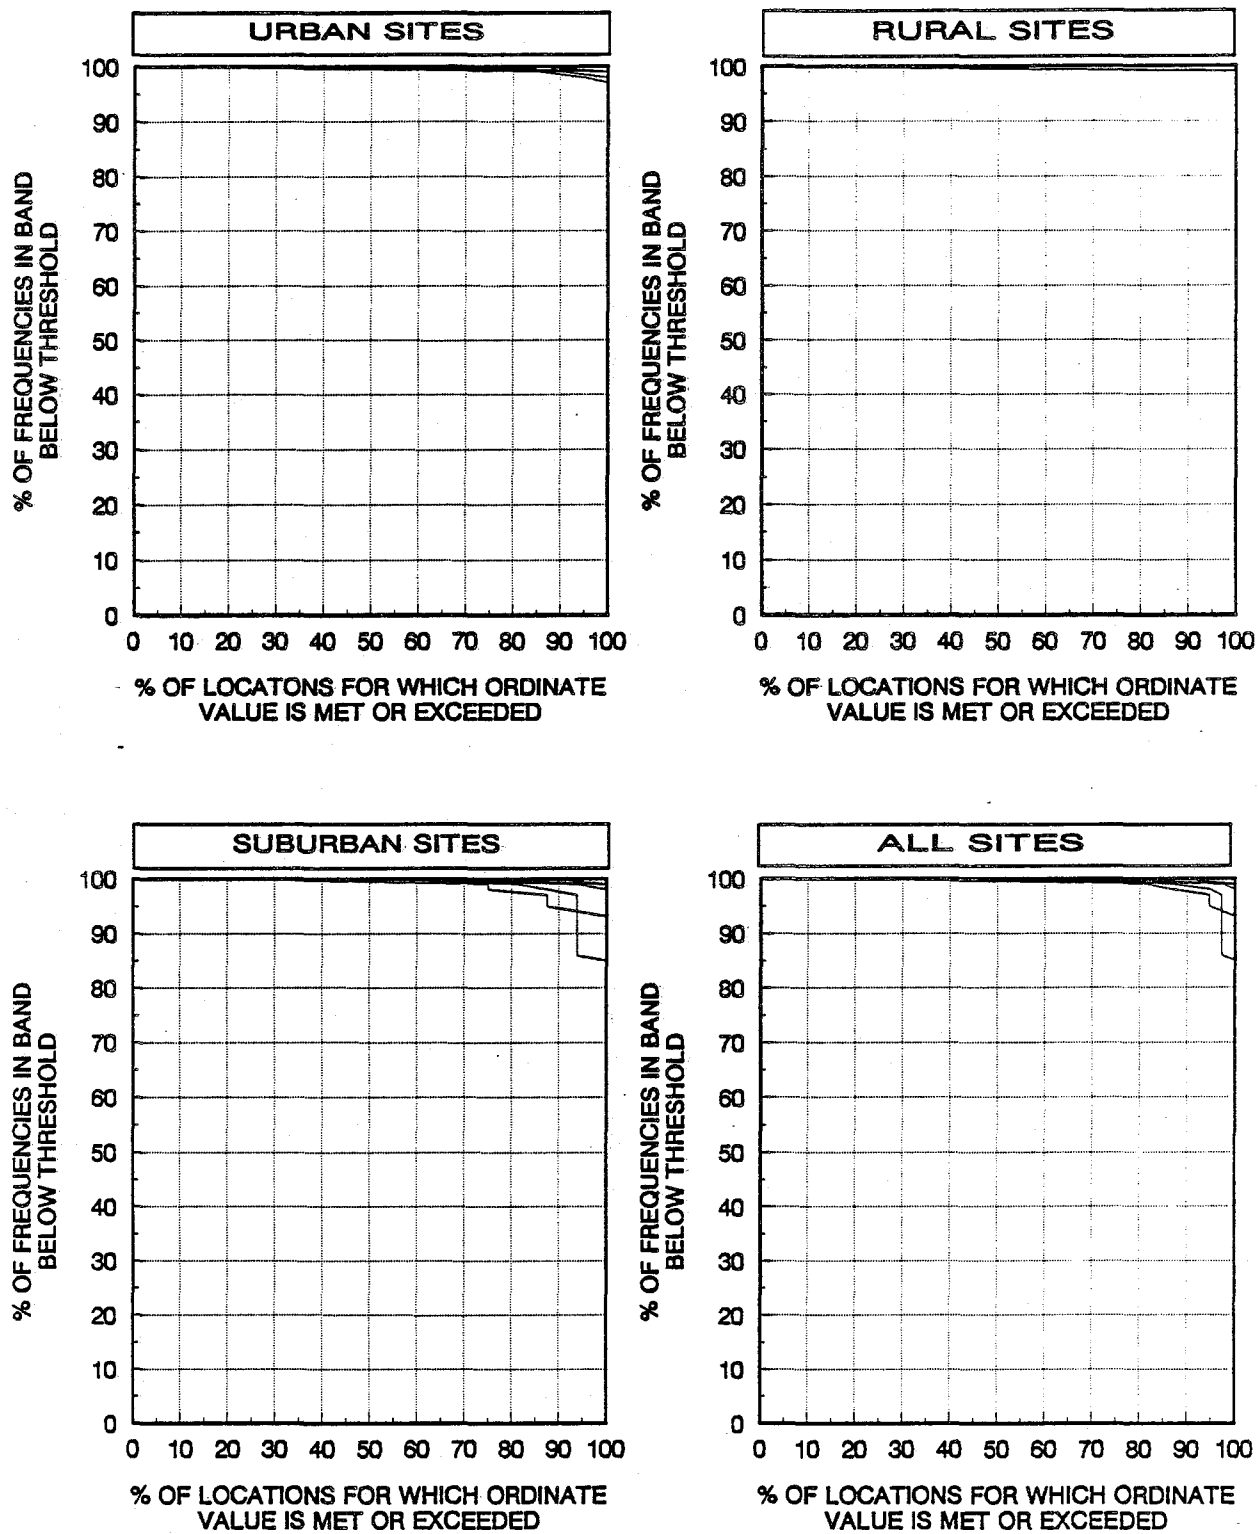 URBAN SITES
100
90
80
70
60
50
40
30
20
10
0
% OF FREQUENCIES IN BAND
BELOW THRESHOLD
0 10 20 30 40 50 60 70 80 90 100
% OF LOCATONS FOR WHICH ORDINATE
VALUE IS MET OR EXCEEDED
RURAL SITES
100
90
80
70
60
50
40
30
20
10
0
% OF FREQUENCIES IN BAND
BELOW THRESHOLD
0 10 20 30 40 50 60 70 80 90 100
% OF LOCATIONS FOR WHICH ORDINATE
VALUE IS MET OR EXCEEDED
SUBURBAN SITES
100
90
80
70
60
50
40
30
20
10
0
% OF FREQUENCIES IN BAND
BELOW THRESHOLD
0 10 20 30 40 50 60 70 80 90 100
% OF LOCATIONS FOR WHICH ORDINATE
VALUE IS MET OR EXCEEDED
ALL SITES
100
90
80
70
60
50
40
30
20
10
0
% OF FREQUENCIES IN BAND
BELOW THRESHOLD
0 10 20 30 40 50 60 70 80 90 100
% OF LOCATIONS FOR WHICH ORDINATE
VALUE IS MET OR EXCEEDED